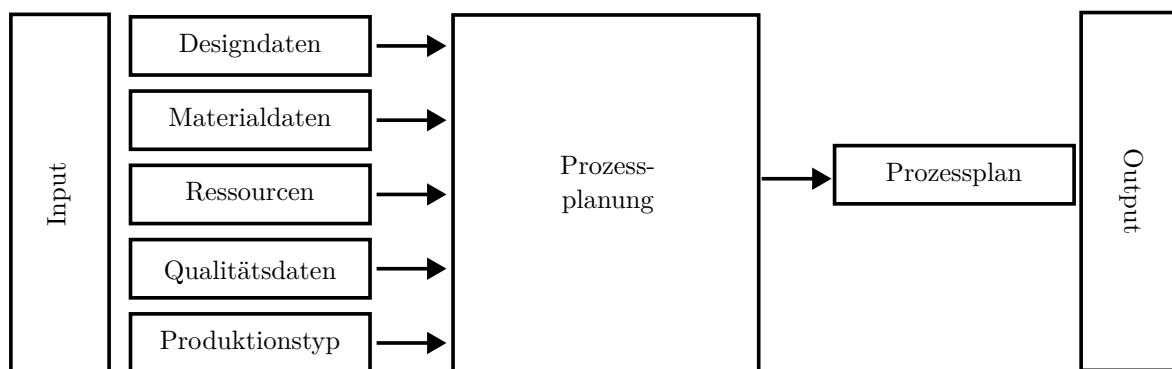 Input
Designdaten
Materialdaten
Ressourcen
Qualitätsdaten
Produktionstyp
Prozess-
planung
Prozessplan
Output